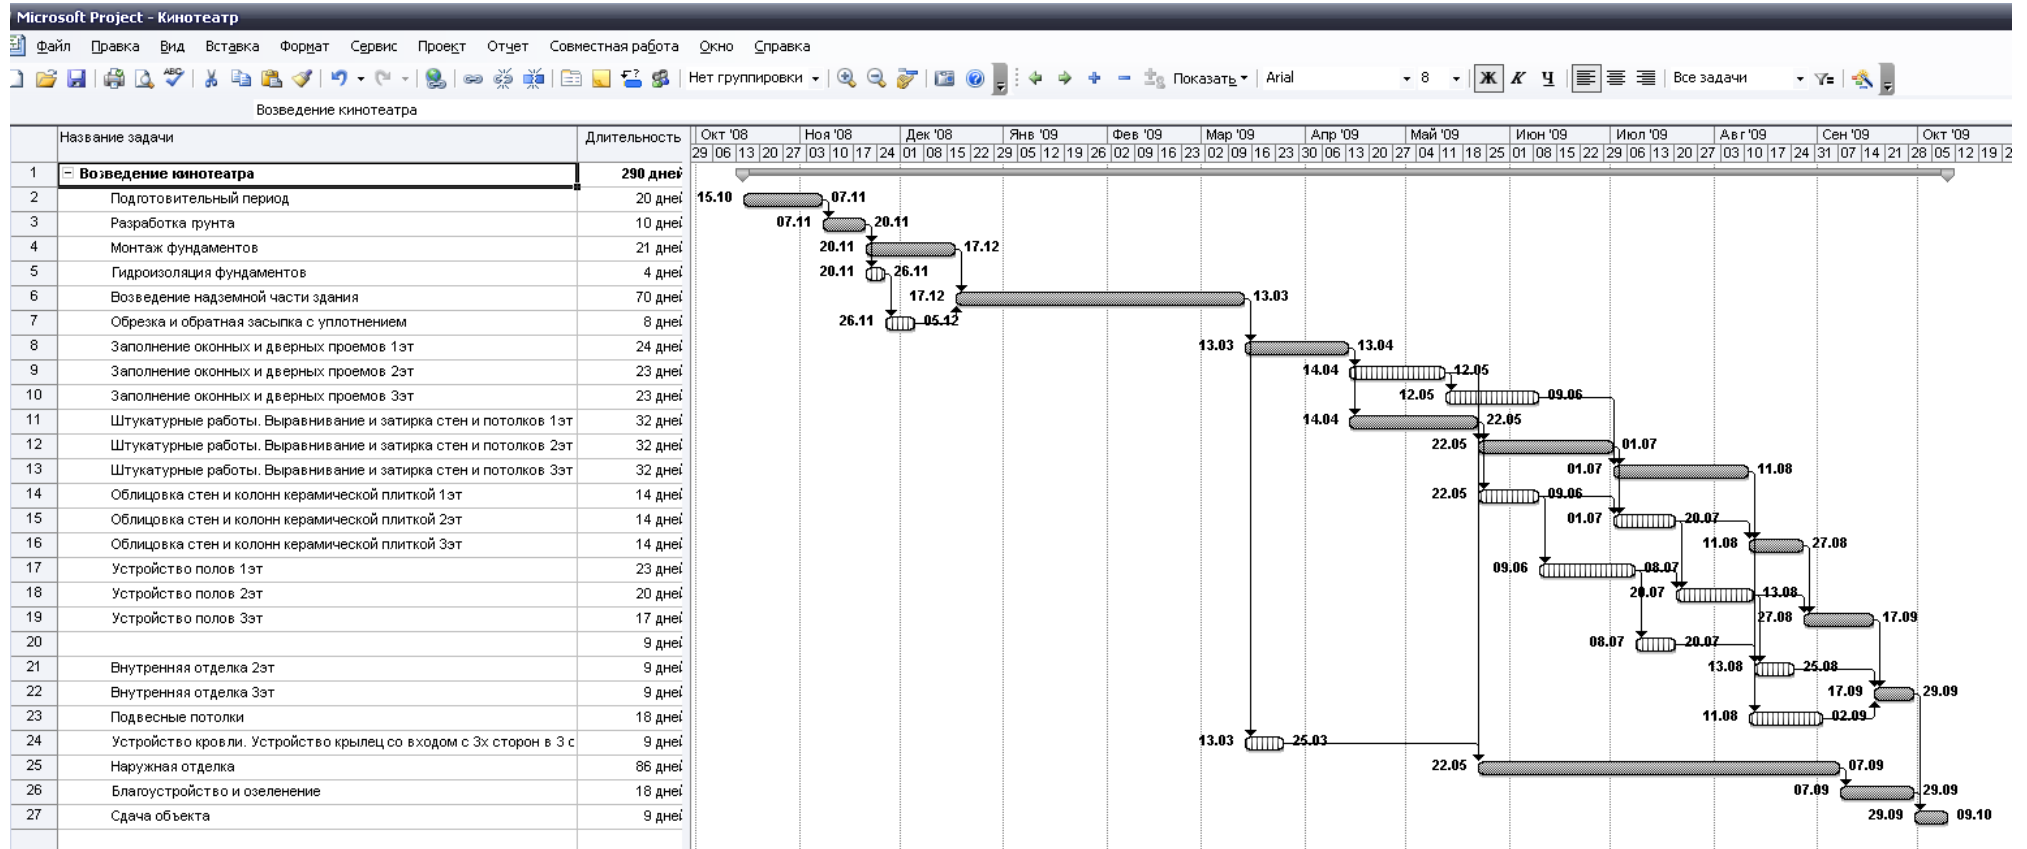 Microsoft Project - Кинотеатр
Файл Правка Вид Вставка Формат Сервис Проект Отчет Совместная работа Окно Справка
ABC Нет группировки Показать Arial 8 Ж К Ч Все задачи
Возведение кинотеатра
Название задачи Длительность Окт '08 Ноя '08 Дек '08 Янв '09 Фев '09 Мар '09 Апр '09 Май '09 Июн '09 Июл '09 Авг '09 Сен '09 Окт '09
29 06 13 20 27 03 10 17 24 01 08 15 22 29 05 12 19 26 02 09 16 23 02 09 16 23 30 06 13 20 27 04 11 18 25 01 08 15 22 29 06 13 20 27 03 10 17 24 31 07 14 21 28 05 12 19 2
1 Возведение кинотеатра 290 дней
2 Подготовительный период 20 дней 15.10 07.11
3 Разработка грунта 10 дней 07.11 20.11
4 Монтаж фундаментов 21 дней 20.11 17.12
5 Гидроизоляция фундаментов 4 дней 20.11 26.11
6 Возведение надземной части здания 70 дней 17.12 13.03
7 Обрезка и обратная засыпка с уплотнением 8 дней 26.11 05.12
8 Заполнение оконных и дверных проемов 1эт 24 дней 13.03 13.04
9 Заполнение оконных и дверных проемов 2эт 23 дней 14.04 12.05
10 Заполнение оконных и дверных проемов 3эт 23 дней 12.05 09.06
11 Штукатурные работы. Выравнивание и затирка стен и потолков 1эт 32 дней 14.04 22.05
12 Штукатурные работы. Выравнивание и затирка стен и потолков 2эт 32 дней 22.05 01.07
13 Штукатурные работы. Выравнивание и затирка стен и потолков 3эт 32 дней 01.07 11.08
14 Облицовка стен и колонн керамической плиткой 1эт 14 дней 22.05 09.06
15 Облицовка стен и колонн керамической плиткой 2эт 14 дней 01.07 20.07
16 Облицовка стен и колонн керамической плиткой 3эт 14 дней 11.08 27.08
17 Устройство полов 1эт 23 дней 09.06 08.07
18 Устройство полов 2эт 20 дней 20.07 13.08
19 Устройство полов 3эт 17 дней 27.08 17.09
20 9 дней 08.07 20.07
21 Внутренняя отделка 2эт 9 дней 13.08 25.08
22 Внутренняя отделка 3эт 9 дней 17.09 29.09
23 Подвесные потолки 18 дней 11.08 02.09
24 Устройство кровли. Устройство крылец со входом с 3х сторон в 3 с 9 дней 13.03 25.03
25 Наружная отделка 86 дней 22.05 07.09
26 Благоустройство и озеленение 18 дней 07.09 29.09
27 Сдача объекта 9 дней 29.09 09.10